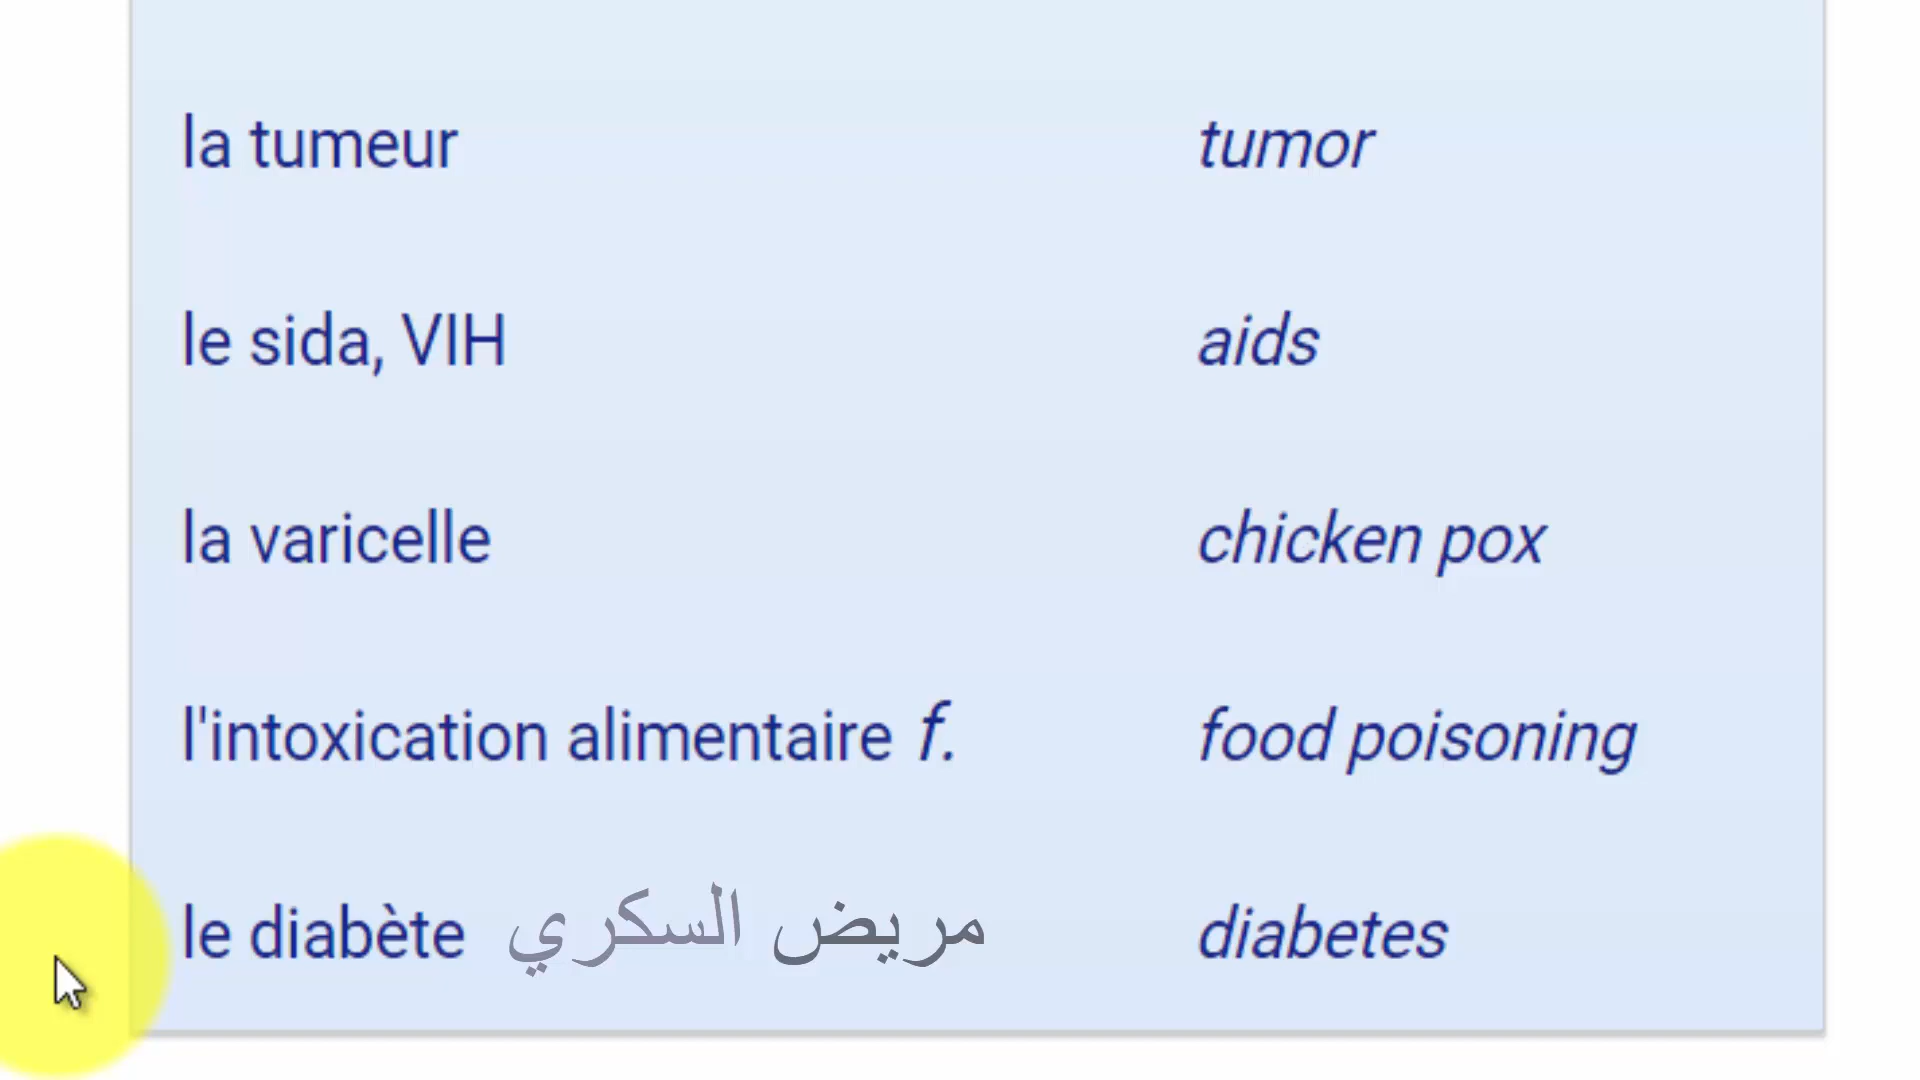 la tumeur tumor
le sida, VIH aids
la varicelle chicken pox
l'intoxication alimentaire f. food poisoning
le diabète مريض السكري diabetes